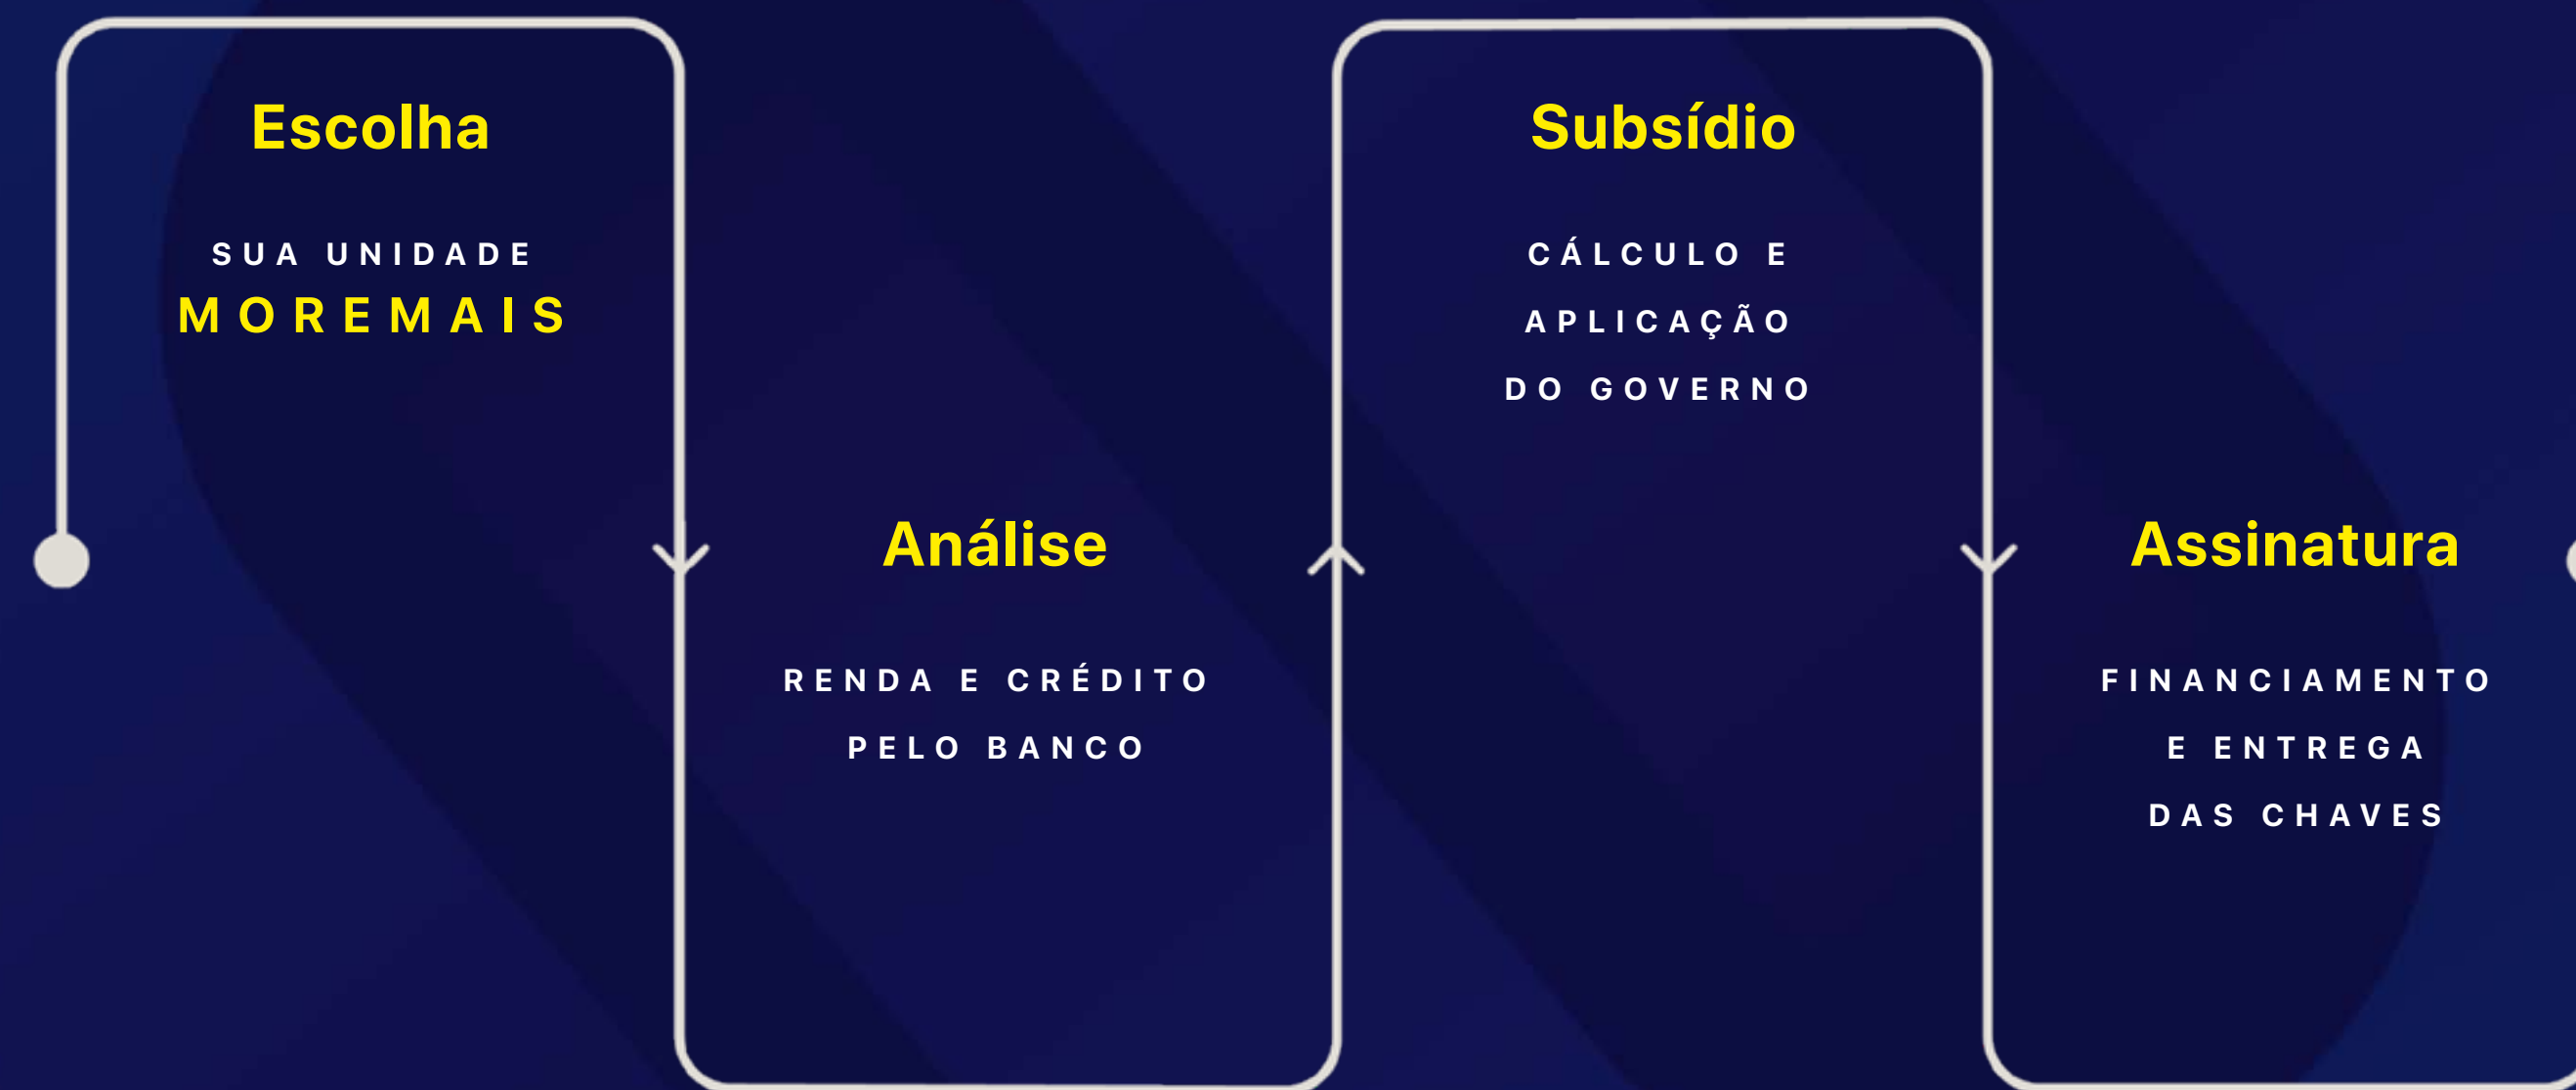 Escolha
SUA UNIDADE
MOREMAIS
Análise
RENDA E CRÉDITO
PELO BANCO
Subsídio
CÁLCULO E
APLICAÇÃO
DO GOVERNO
Assinatura
FINANCIAMENTO
E ENTREGA
DAS CHAVES